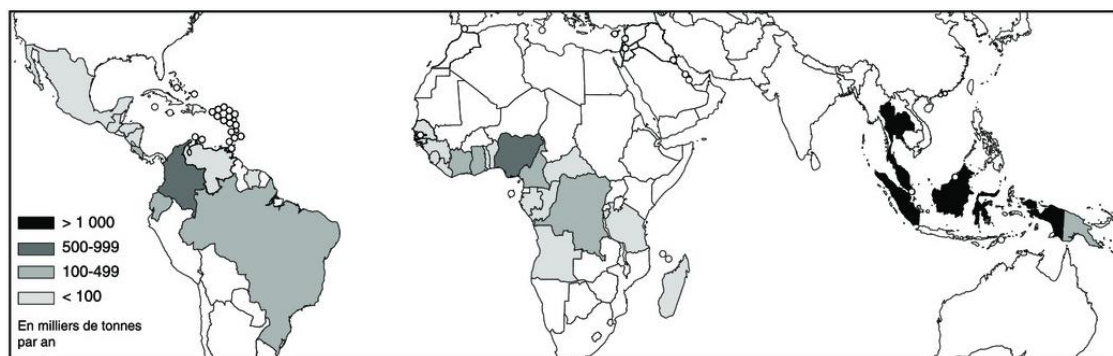 > 1 000
500-999
100-499
< 100
En milliers de tonnes
par an